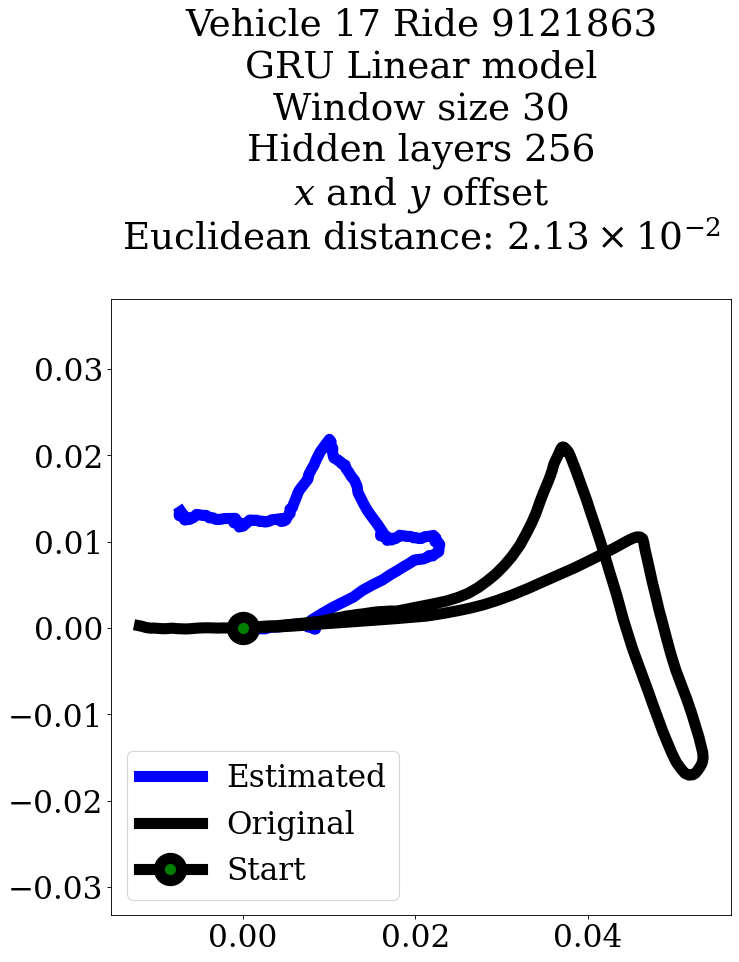 Vehicle 17 Ride 9121863
GRU Linear model
Window size 30
Hidden layers 256
x and y offset
Euclidean distance: 2.13 × 10⁻²
0.03
0.02
0.01
0.00
−0.01
−0.02
−0.03
Estimated
Original
Start
0.00 0.02 0.04